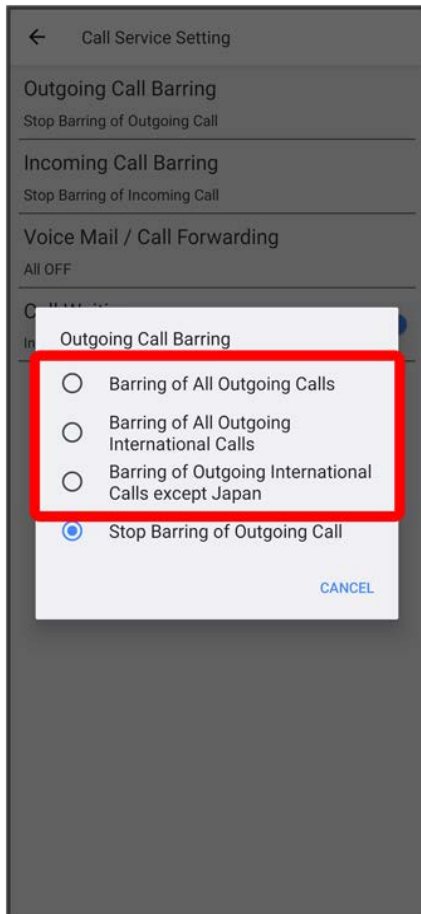 Call Service Setting
Outgoing Call Barring
Stop Barring of Outgoing Call
Incoming Call Barring
Stop Barring of Incoming Call
Voice Mail / Call Forwarding
All OFF
Outgoing Call Barring
Barring of All Outgoing Calls
Barring of All Outgoing
International Calls
Barring of Outgoing International
Calls except Japan
Stop Barring of Outgoing Call
CANCEL